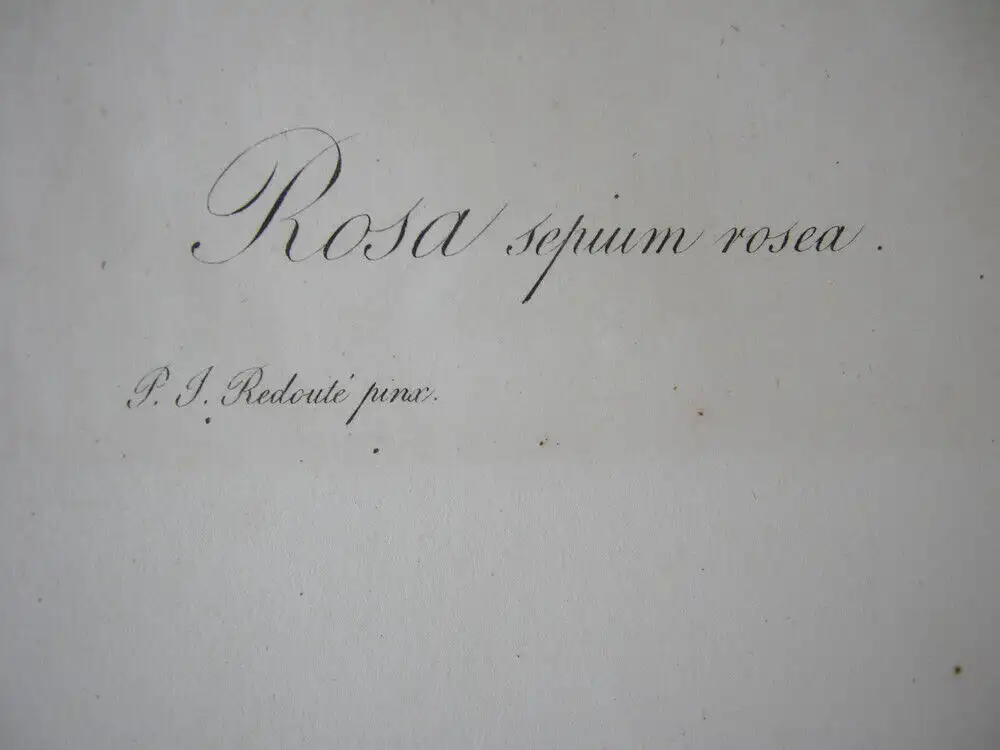 Rosa sepium rosea.
P. J. Redouté pinx.